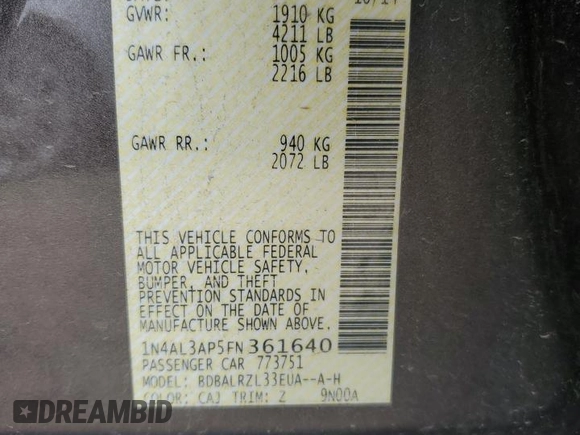 GVWR: 1910 KG
4211 LB
GAWR FR.: 1005 KG
2216 LB
GAWR RR.: 940 KG
2072 LB
THIS VEHICLE CONFORMS TO
ALL APPLICABLE FEDERAL
MOTOR VEHICLE SAFETY,
BUMPER, AND THEFT
PREVENTION STANDARDS IN
EFFECT ON THE DATE OF
MANUFACTURE SHOWN ABOVE.
1N4AL3AP5FN361640
PASSENGER CAR 773751
MODEL: BDBALRZL33EUA--A-H
COLOR: CAJ TRIM: Z 9N00A
DREAMBID